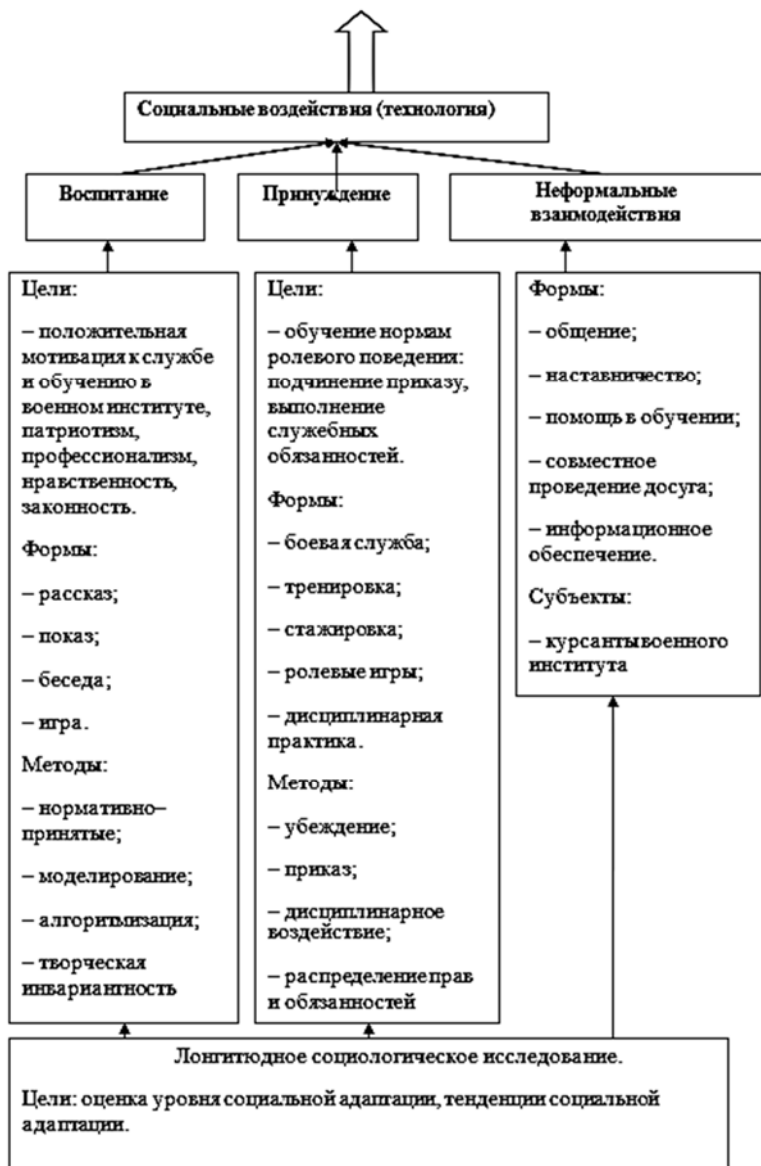 Социальные воздействия (технология)
Воспитание
Принуждение
Неформальные
взаимодействия
Цели:
– положительная
мотивация к службе
и обучению в
военном институте,
патриотизм,
профессионализм,
нравственность,
законность.
Формы:
– рассказ;
– показ;
– беседа;
– игра.
Методы:
– нормативно–
принятые;
– моделирование;
– алгоритмизация;
– творческая
инвариантность
Цели:
– обучение нормам
ролевого поведения:
подчинение приказу,
выполнение
служебных
обязанностей.
Формы:
– боевая служба;
– тренировка;
– стажировка;
– ролевые игры;
– дисциплинарная
практика.
Методы:
– убеждение;
– приказ;
– дисциплинарное
воздействие;
– распределение прав
и обязанностей
Формы:
– общение;
– наставничество;
– помощь в обучении;
– совместное
проведение досуга;
– информационное
обеспечение.
Субъекты:
– курсанты военного
института
Лонгитюдное социологическое исследование.
Цели: оценка уровня социальной адаптации, тенденции социальной
адаптации.